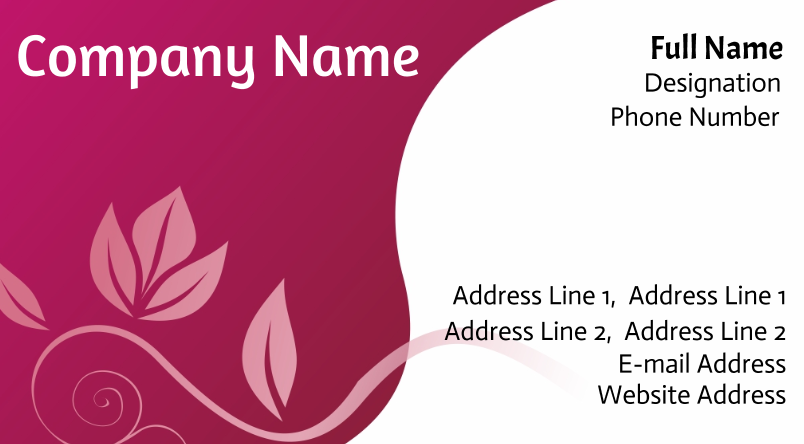 Company Name
Full Name
Designation
Phone Number
Address Line 1,  Address Line 1
Address Line 2,  Address Line 2
E-mail Address
Website Address